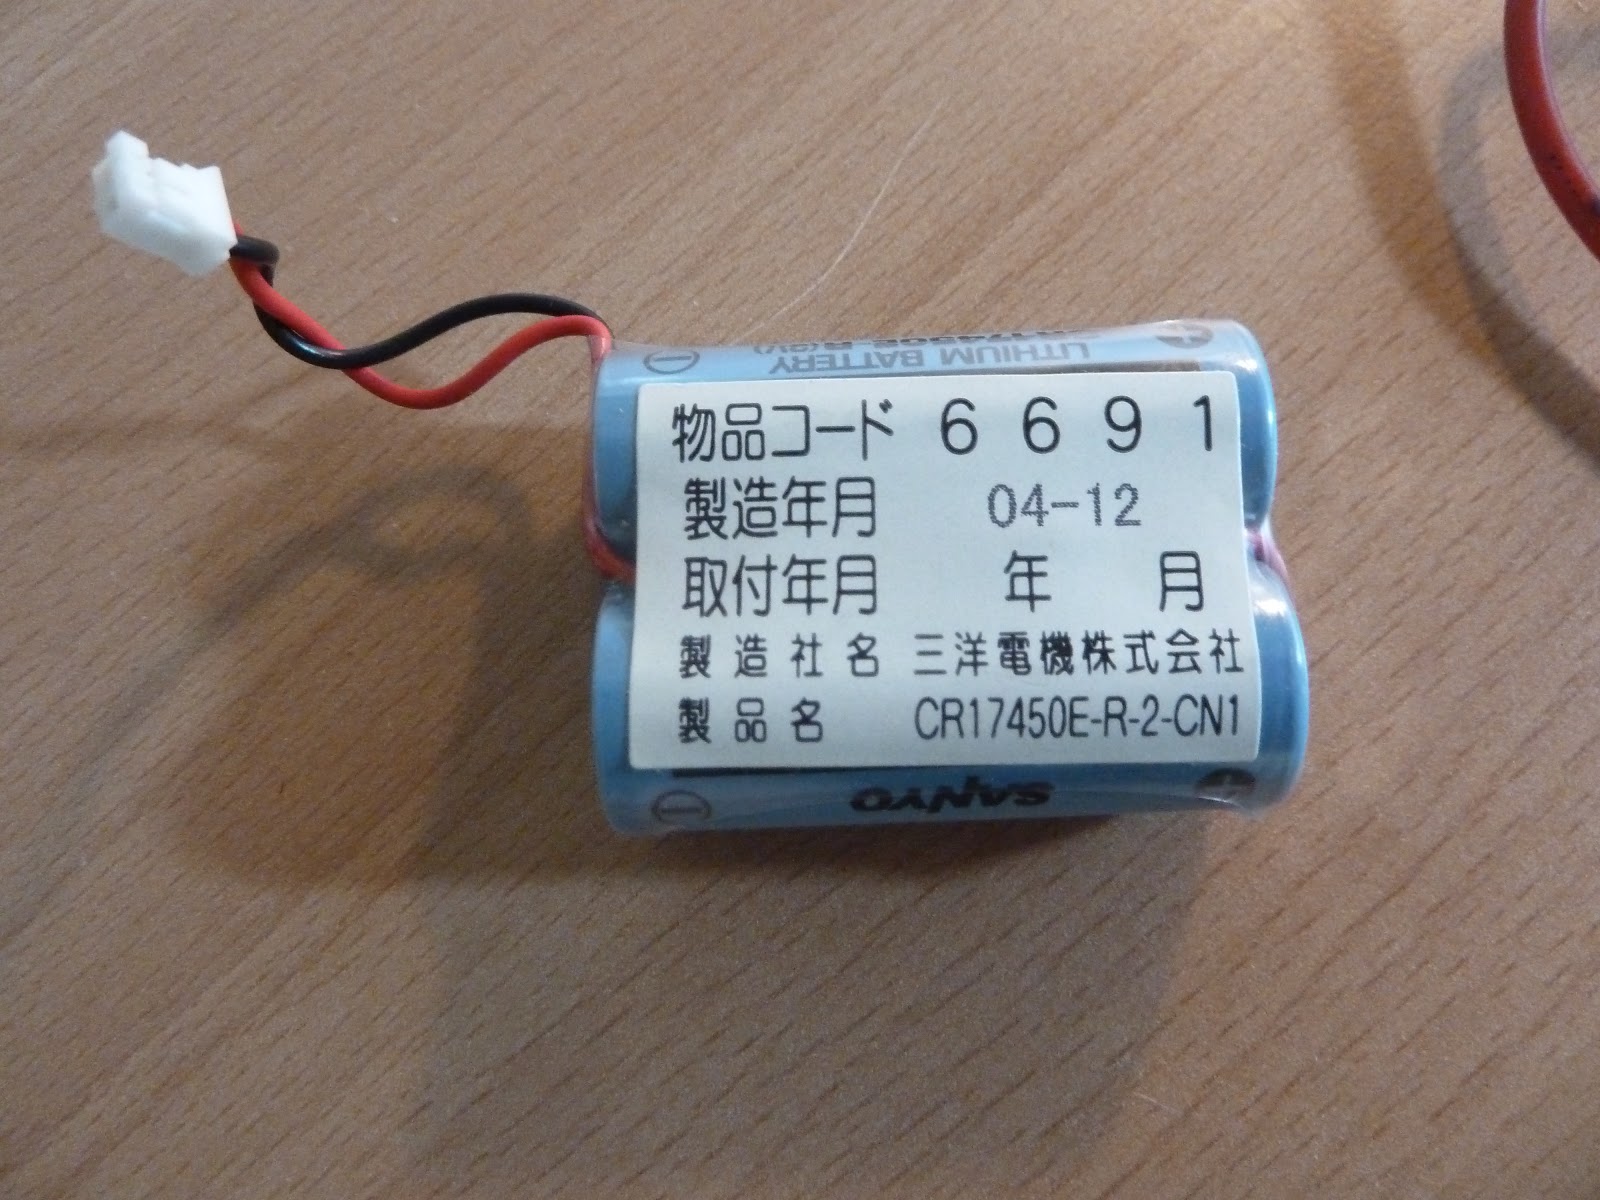 CR17450E-R(3V)
LITHIUM BATTERY
物品コード 6691
製造年月 04-12
取付年月 年 月
製造社名 三洋電機株式会社
製品名 CR17450E-R-2-CN1
SANYO